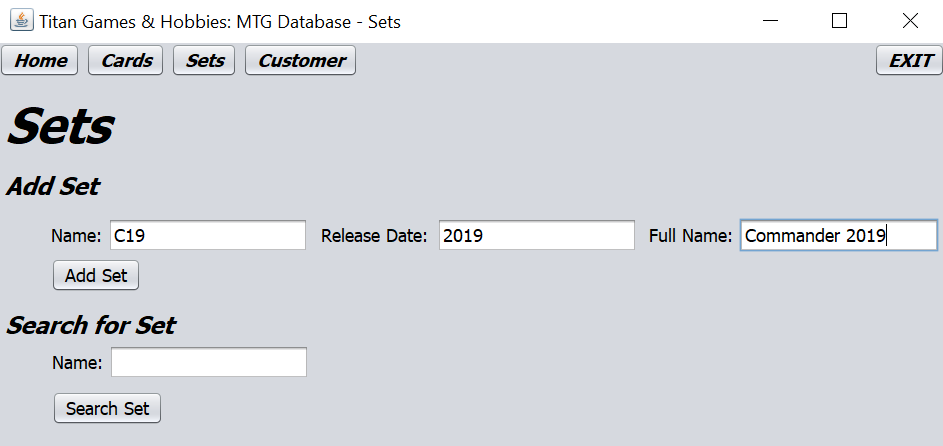 Titan Games & Hobbies: MTG Database - Sets
Home Cards Sets Customer EXIT
Sets
Add Set
Name: C19 Release Date: 2019 Full Name: Commander 2019
Add Set
Search for Set
Name:
Search Set